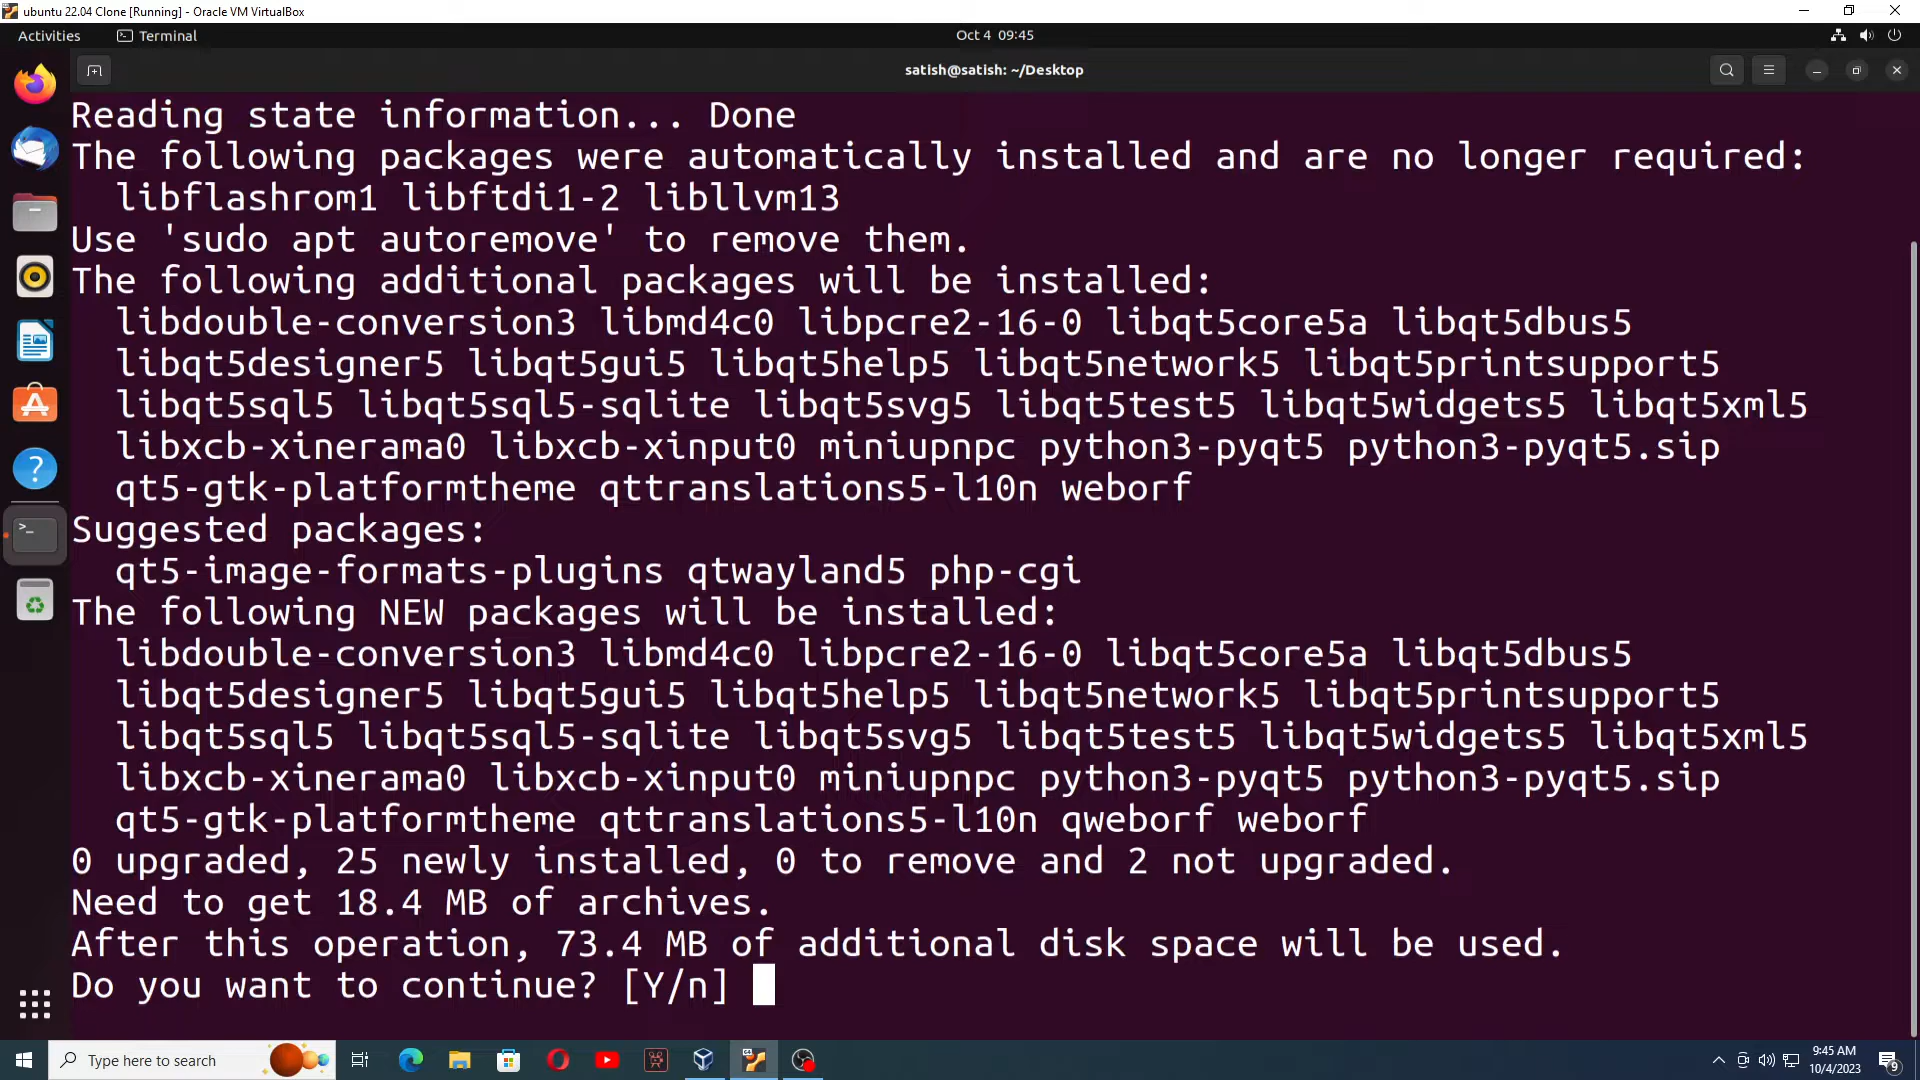 ubuntu 22.04 Clone [Running] - Oracle VM VirtualBox
Activities Terminal Oct 4 09:45
satish@satish: ~/Desktop
Reading state information... Done
The following packages were automatically installed and are no longer required:
libflashrom1 libftdi1-2 libllvm13
Use 'sudo apt autoremove' to remove them.
The following additional packages will be installed:
libdouble-conversion3 libmd4c0 libpcre2-16-0 libqt5core5a libqt5dbus5
libqt5designer5 libqt5gui5 libqt5help5 libqt5network5 libqt5printsupport5
libqt5sql5 libqt5sql5-sqlite libqt5svg5 libqt5test5 libqt5widgets5 libqt5xml5
libxcb-xinerama0 libxcb-xinput0 miniupnpc python3-pyqt5 python3-pyqt5.sip
qt5-gtk-platformtheme qttranslations5-l10n weborf
Suggested packages:
qt5-image-formats-plugins qtwayland5 php-cgi
The following NEW packages will be installed:
libdouble-conversion3 libmd4c0 libpcre2-16-0 libqt5core5a libqt5dbus5
libqt5designer5 libqt5gui5 libqt5help5 libqt5network5 libqt5printsupport5
libqt5sql5 libqt5sql5-sqlite libqt5svg5 libqt5test5 libqt5widgets5 libqt5xml5
libxcb-xinerama0 libxcb-xinput0 miniupnpc python3-pyqt5 python3-pyqt5.sip
qt5-gtk-platformtheme qttranslations5-l10n qweborf weborf
0 upgraded, 25 newly installed, 0 to remove and 2 not upgraded.
Need to get 18.4 MB of archives.
After this operation, 73.4 MB of additional disk space will be used.
Do you want to continue? [Y/n]
Type here to search
9:45 AM
10/4/2023
9